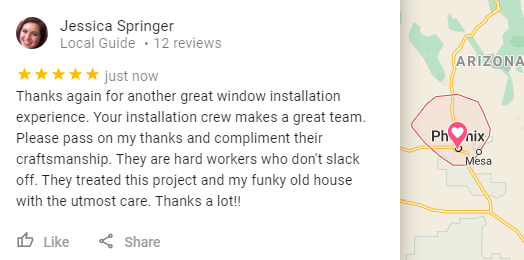 Jessica Springer
Local Guide • 12 reviews
just now
Thanks again for another great window installation
experience. Your installation crew makes a great team.
Please pass on my thanks and compliment their
craftsmanship. They are hard workers who don't slack
off. They treated this project and my funky old house
with the utmost care. Thanks a lot!!
Like
Share
ARIZONA
Mesa